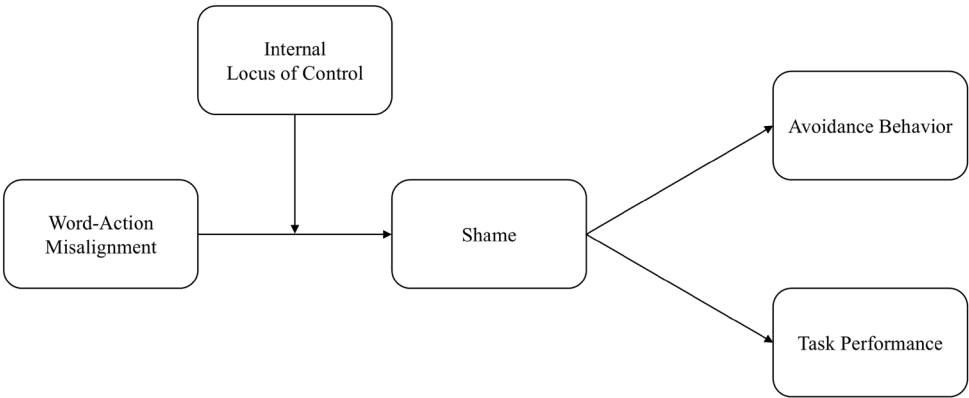 Internal
Locus of Control
Word-Action
Misalignment
Shame
Avoidance Behavior
Task Performance